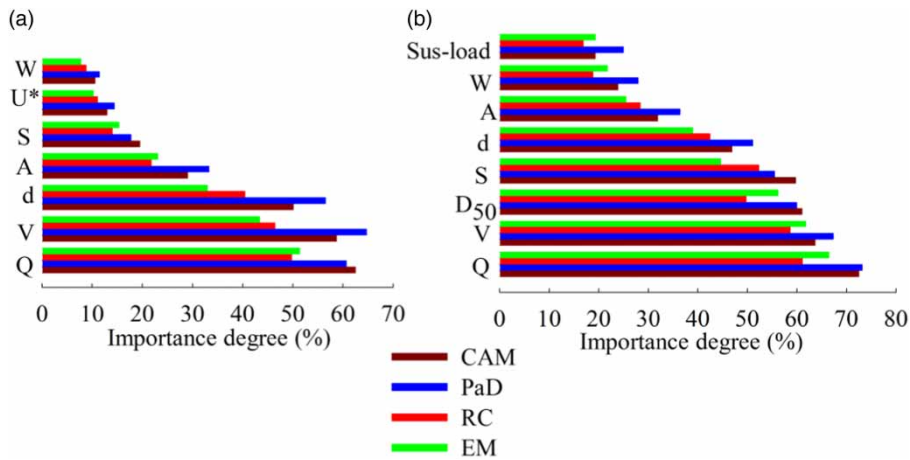 (a)
W
U*
S
A
d
V
Q
0 10 20 30 40 50 60 70
Importance degree (%)
(b)
Sus-load
W
A
d
S
D50
V
Q
0 10 20 30 40 50 60 70 80
Importance degree (%)
CAM
PaD
RC
EM